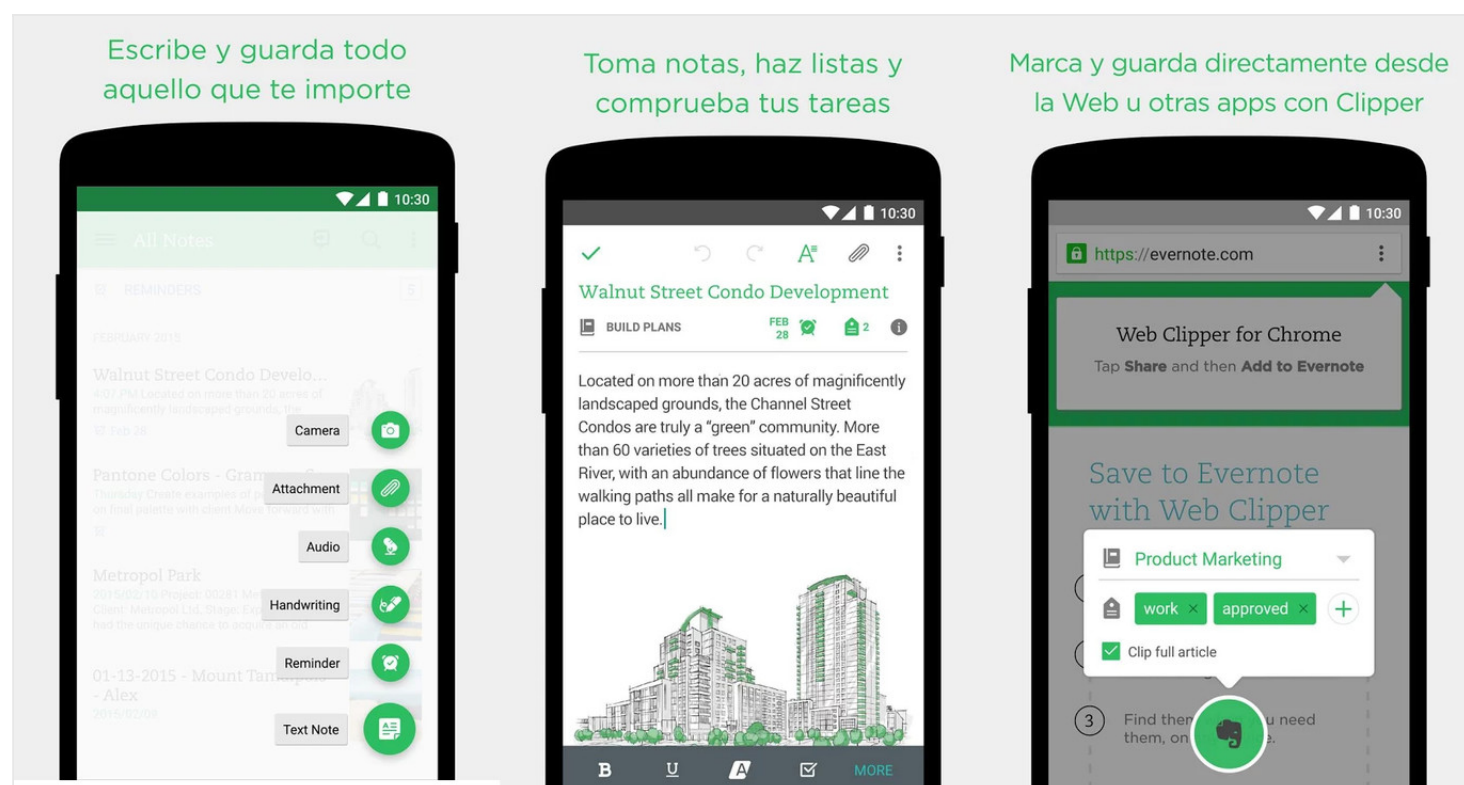 Escribe y guarda todo
aquello que te importe
10:30
All Notes
REMINDERS
5
FEBRUARY 2015
Walnut Street Condo Develo...
4:07 PM Located on more than 20 acres of
magnificently landscaped grounds, the
Feb 28
Camera
Pantone Colors - Gram
Thursday Create examples of
on final palette with client Move forward with
Attachment
Audio
Metropol Park
2015/02/10 Project: 00281
Client: Metropol Ltd. Stage:
had the unique chance to acquire an old
Handwriting
Reminder
01-13-2015 - Mount
- Alex
2015/02/09
Text Note
Toma notas, haz listas y
comprueba tus tareas
10:30
A
Walnut Street Condo Development
BUILD PLANS
FEB
28
2
Located on more than 20 acres of magnificently
landscaped grounds, the Channel Street
Condos are truly a “green” community. More
than 60 varieties of trees situated on the East
River, with an abundance of flowers that line the
walking paths all make for a naturally beautiful
place to live.
B U A MORE
Marca y guarda directamente desde
la Web u otras apps con Clipper
10:30
https://evernote.com
Web Clipper for Chrome
Tap Share and then Add to Evernote
Save to Evernote
with Web Clipper
Product Marketing
work × approved × +
Clip full article
3
Find need
them, on